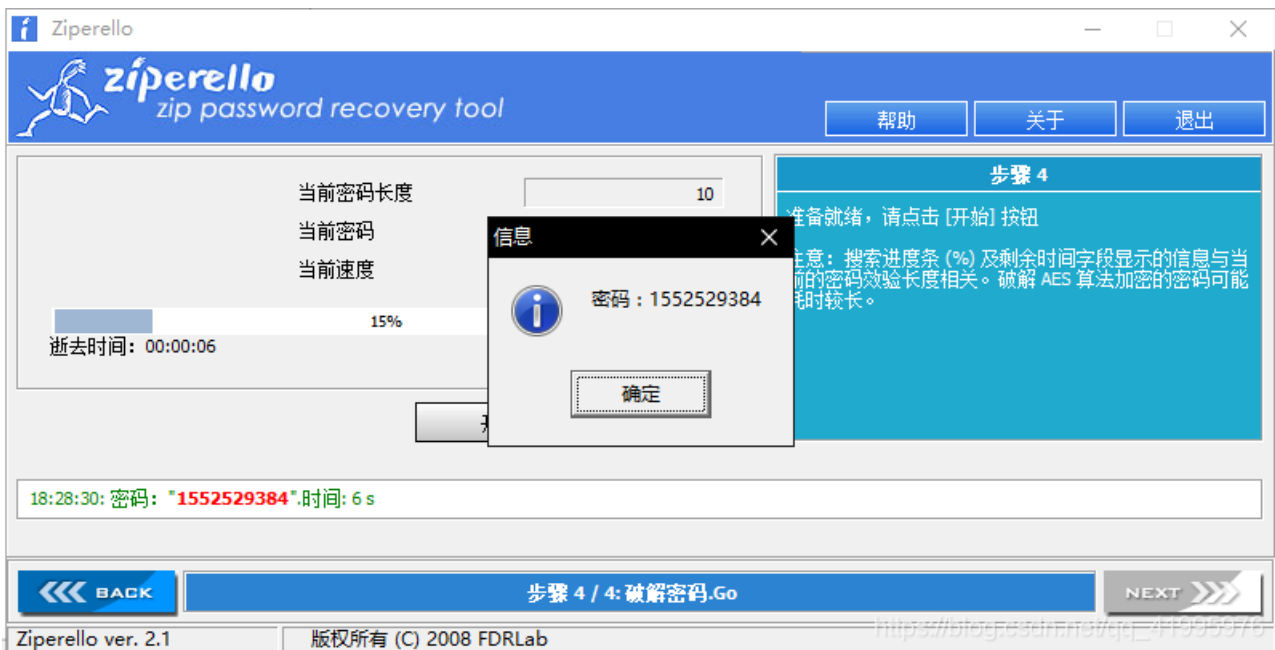 Ziperello
ziperello
zip password recovery tool
帮助
关于
退出
当前密码长度
10
当前密码
当前速度
15%
逝去时间：00:00:06
步骤 4
准备就绪，请点击 [开始] 按钮
注意：搜索进度条 (%) 及剩余时间字段显示的信息与当
前的密码效验长度相关。破解 AES 算法加密的密码可能
耗时较长。
信息
密码：1552529384
确定
18:28:30: 密码："1552529384".时间: 6 s
BACK
步骤 4 / 4: 破解密码.Go
NEXT
Ziperello ver. 2.1
版权所有 (C) 2008 FDRLab
https://blog.csdn.net/qq_41995976